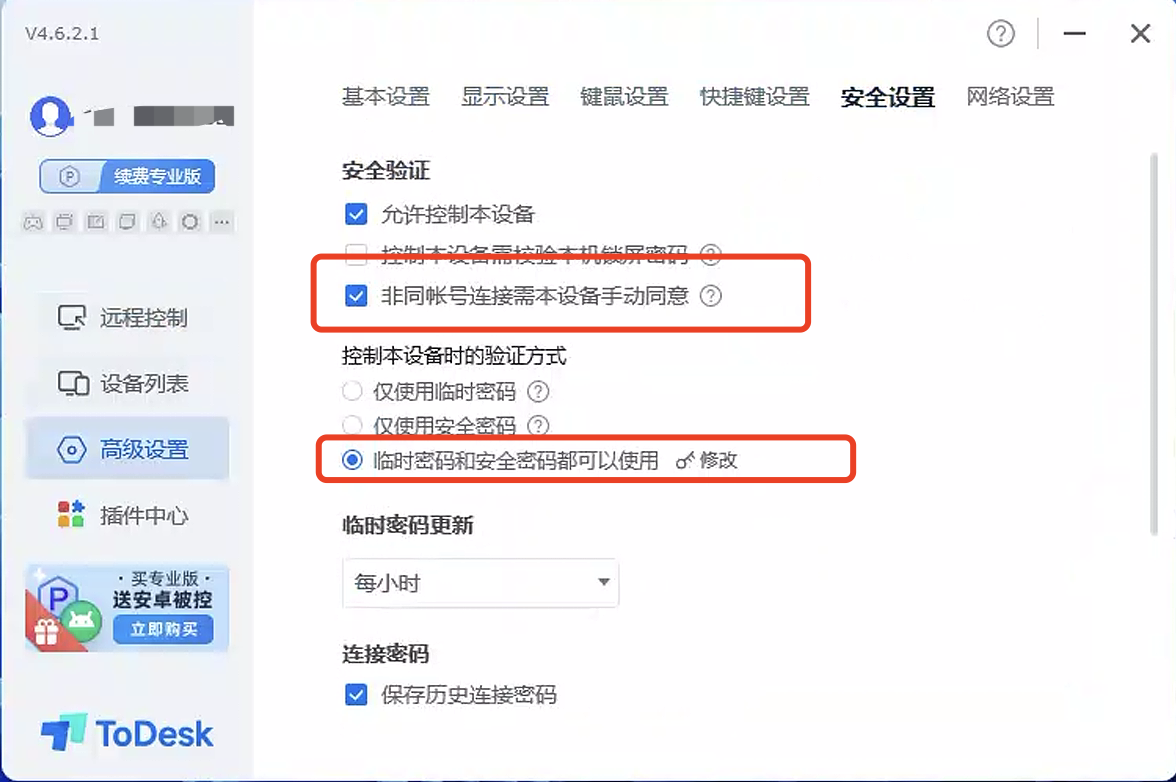 V4.6.2.1
基本设置 显示设置 键鼠设置 快捷键设置 安全设置 网络设置
续费专业版
远程控制
设备列表
高级设置
插件中心
· 买专业版 ·
送安卓被控
立即购买
ToDesk
安全验证
允许控制本设备
控制本设备需校验本机锁屏密码
非同帐号连接需本设备手动同意
控制本设备时的验证方式
仅使用临时密码
仅使用安全密码
临时密码和安全密码都可以使用 修改
临时密码更新
每小时
连接密码
保存历史连接密码